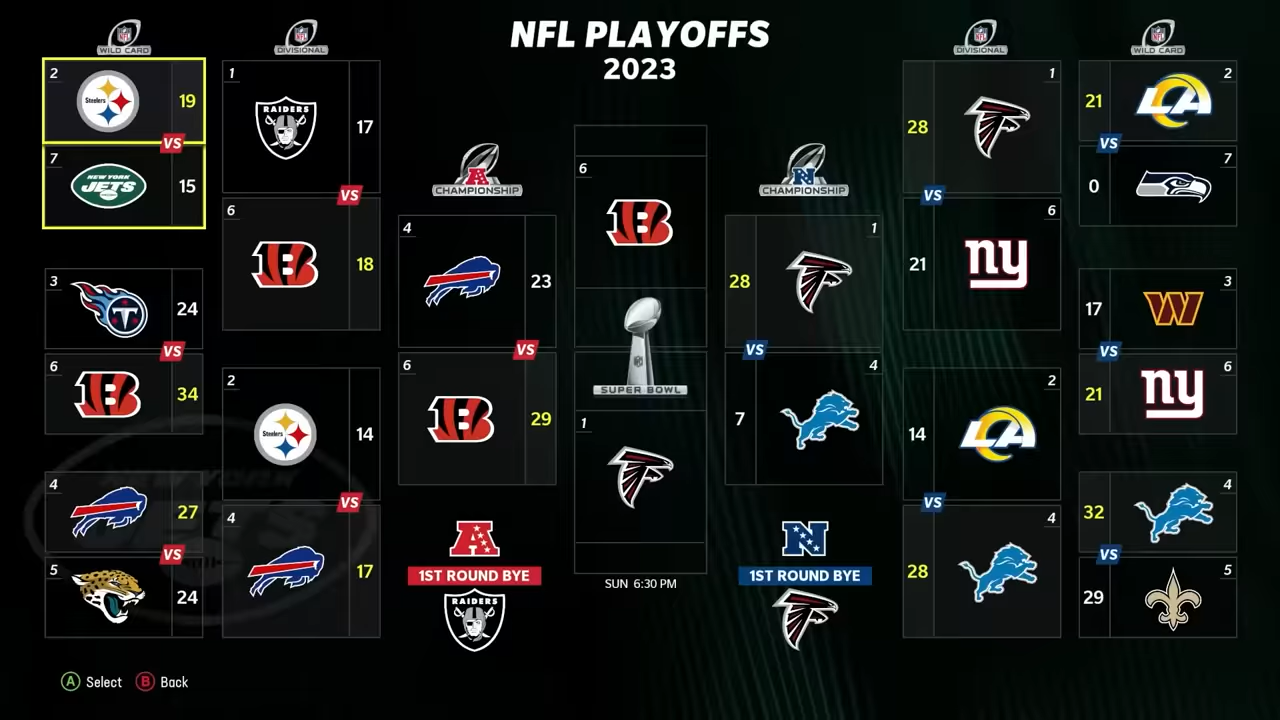 NFL PLAYOFFS
2023
WILD CARD
DIVISIONAL
DIVISIONAL
WILD CARD
2 Steelers 19
VS
7 NEW YORK JETS 15
3 T 24
VS
6 B 34
4 27
VS
5 24
1 RAIDERS 17
VS
6 B 18
2 Steelers 14
VS
4 17
A
CHAMPIONSHIP
4 23
VS
6 B 29
A
1ST ROUND BYE
RAIDERS
6
B
SUPER BOWL
1
SUN 6:30 PM
N
CHAMPIONSHIP
28 1
VS
7 4
N
1ST ROUND BYE
28 1
VS
21 ny 6
14 LA 2
VS
28 4
21 LA 2
VS
0 7
17 W 3
VS
21 ny 6
32 4
VS
29 5
A Select B Back